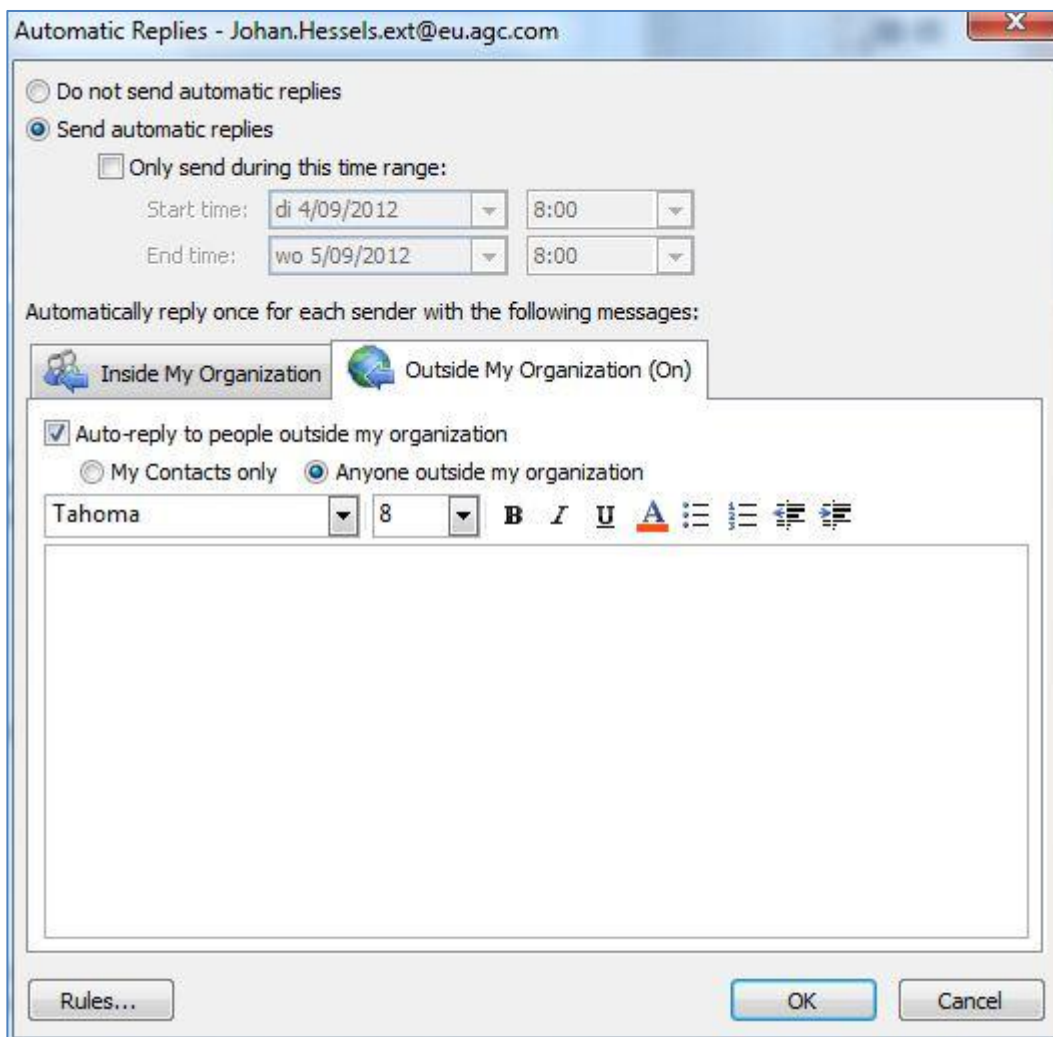 Automatic Replies - Johan.Hessels.ext@eu.agc.com
X
Do not send automatic replies
Send automatic replies
Only send during this time range:
Start time: di 4/09/2012 8:00
End time: wo 5/09/2012 8:00
Automatically reply once for each sender with the following messages:
Inside My Organization Outside My Organization (On)
Auto-reply to people outside my organization
My Contacts only Anyone outside my organization
Tahoma 8 B I U A
Rules... OK Cancel